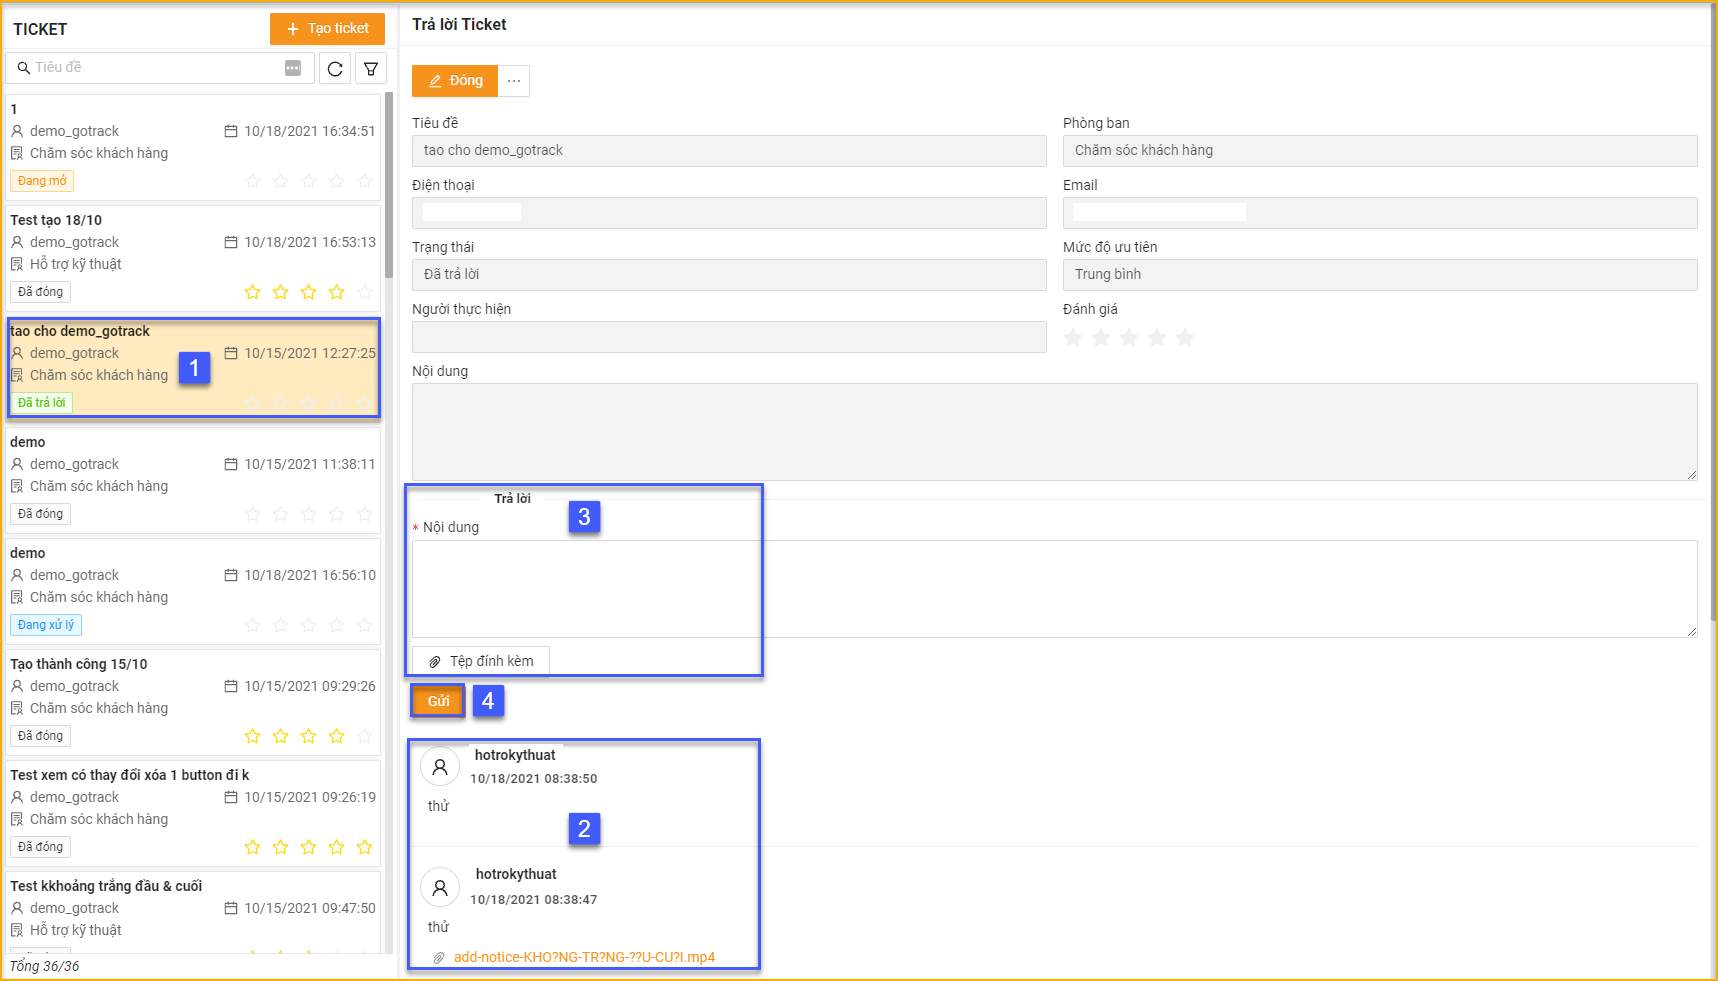 TICKET
+ Tạo ticket
Tiêu đề
1
demo_gotrack 10/18/2021 16:34:51
Chăm sóc khách hàng
Đang mở
Test tạo 18/10
demo_gotrack 10/18/2021 16:53:13
Hỗ trợ kỹ thuật
Đã đóng
tao cho demo_gotrack
demo_gotrack 10/15/2021 12:27:25
Chăm sóc khách hàng
1
Đã trả lời
demo
demo_gotrack 10/15/2021 11:38:11
Chăm sóc khách hàng
Đã đóng
demo
demo_gotrack 10/18/2021 16:56:10
Chăm sóc khách hàng
Đang xử lý
Tạo thành công 15/10
demo_gotrack 10/15/2021 09:29:26
Chăm sóc khách hàng
Đã đóng
Test xem có thay đổi xóa 1 button đi k
demo_gotrack 10/15/2021 09:26:19
Chăm sóc khách hàng
Đã đóng
Test kkhoảng trắng đầu & cuối
demo_gotrack 10/15/2021 09:47:50
Hỗ trợ kỹ thuật
Tổng 36/36
Trả lời Ticket
Đóng ...
Tiêu đề
tao cho demo_gotrack
Phòng ban
Chăm sóc khách hàng
Điện thoại
Email
Trạng thái
Đã trả lời
Mức độ ưu tiên
Trung bình
Người thực hiện
Đánh giá
Nội dung
Trả lời
3
* Nội dung
Tệp đính kèm
Gửi
4
hotrokythuat
10/18/2021 08:38:50
thử
2
hotrokythuat
10/18/2021 08:38:47
thử
add-notice-KHO?NG-TR?NG-??U-CU?I.mp4